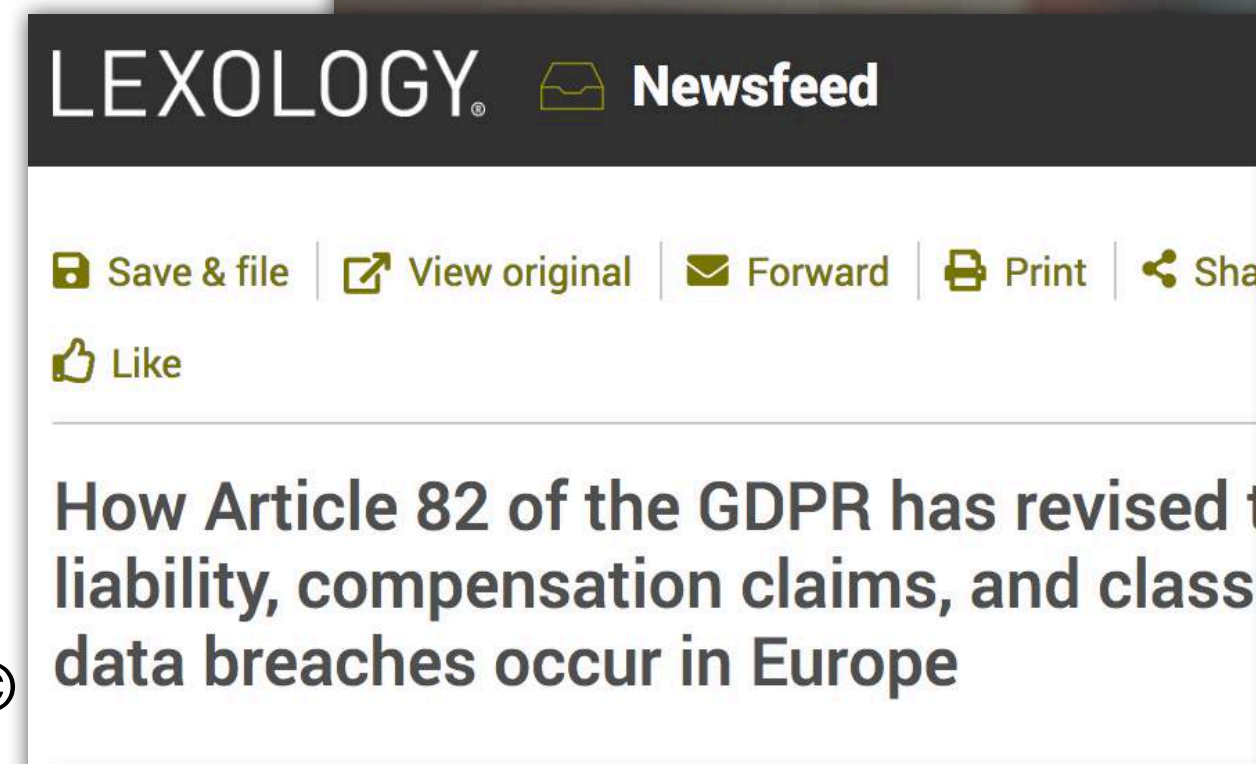 LEXOLOGY® Newsfeed
Save & file View original Forward Print
Like
How Article 82 of the GDPR has revised
liability, compensation claims, and class
data breaches occur in Europe